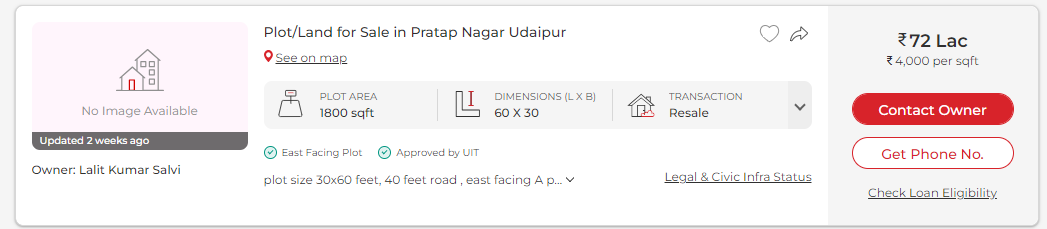 No Image Available
Updated 2 weeks ago
Owner: Lalit Kumar Salvi
Plot/Land for Sale in Pratap Nagar Udaipur
See on map
PLOT AREA
1800 sqft
DIMENSIONS (L X B)
60 X 30
TRANSACTION
Resale
East Facing Plot
Approved by UIT
plot size 30x60 feet, 40 feet road , east facing A p...
Legal & Civic Infra Status
₹72 Lac
₹4,000 per sqft
Contact Owner
Get Phone No.
Check Loan Eligibility